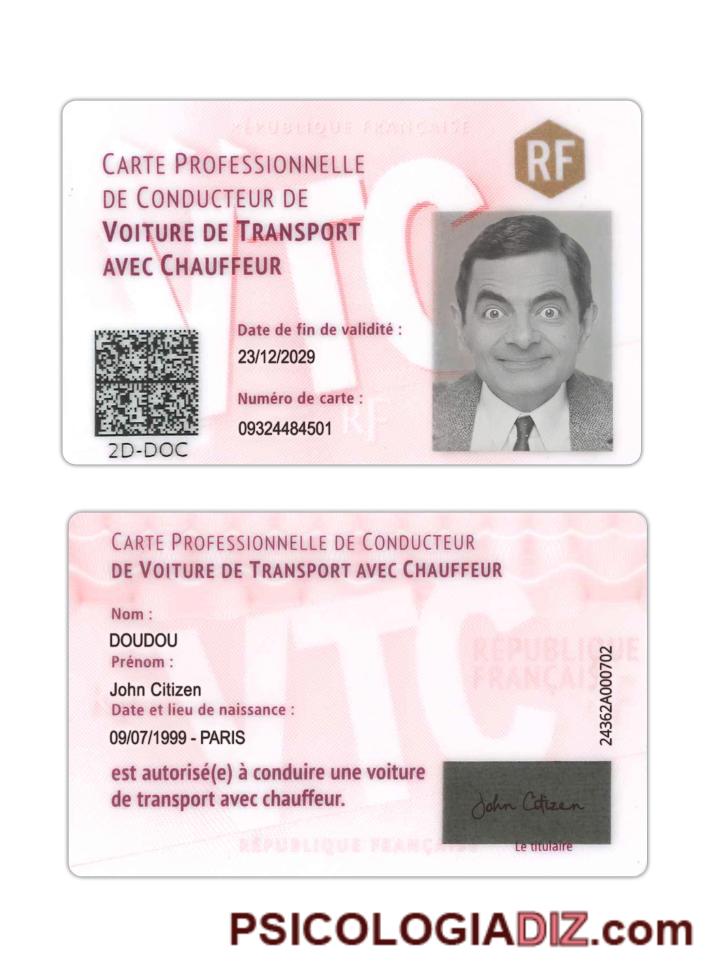 RÉPUBLIQUE FRANÇAISE
RF
CARTE PROFESSIONNELLE
DE CONDUCTEUR DE
VOITURE DE TRANSPORT
AVEC CHAUFFEUR
VTC
Date de fin de validité :
23/12/2029
Numéro de carte :
09324484501
RF
2D-DOC
CARTE PROFESSIONNELLE DE CONDUCTEUR
DE VOITURE DE TRANSPORT AVEC CHAUFFEUR
VTC
Nom :
DOUDOU
Prénom :
John Citizen
Date et lieu de naissance :
09/07/1999 - PARIS
RÉPUBLIQUE
FRANÇAISE
24362A000702
est autorisé(e) à conduire une voiture
de transport avec chauffeur.
John Citizen
Le titulaire
RÉPUBLIQUE FRANÇAISE
PSICOLOGIADIZ.com